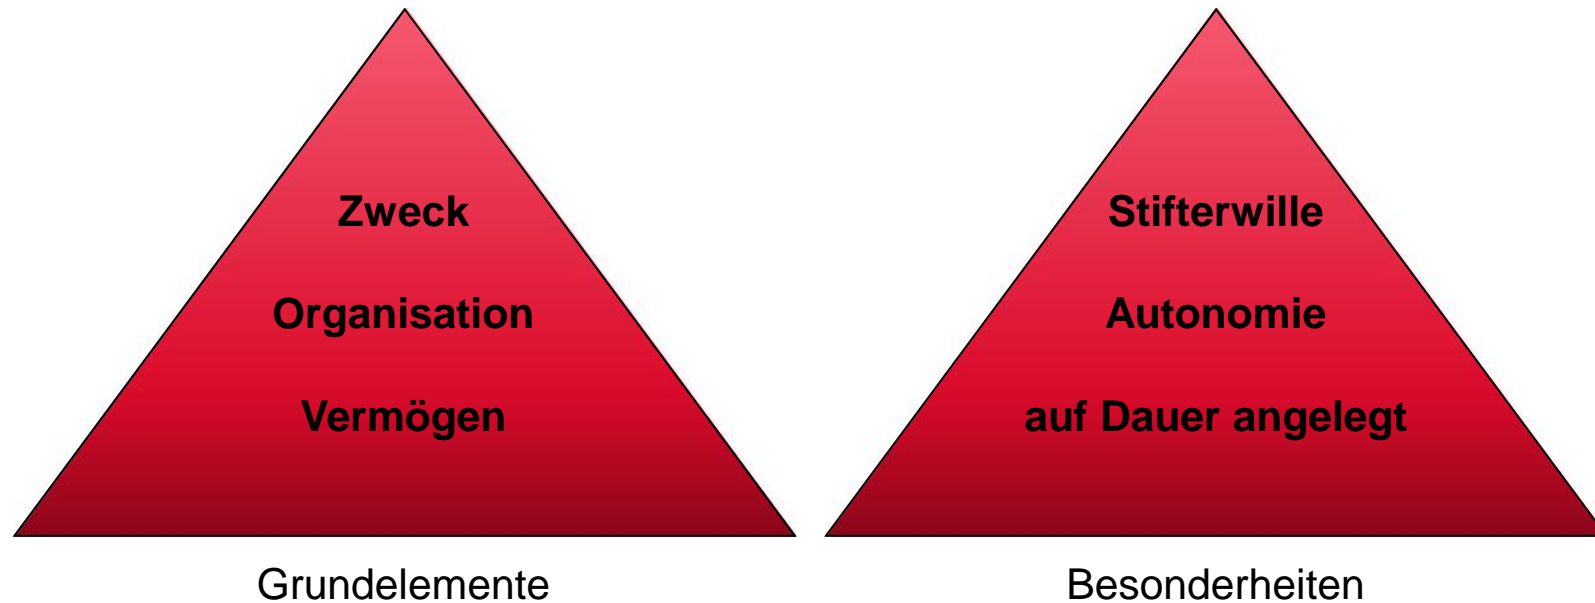 Zweck
Organisation
Vermögen
Grundelemente
Stifterwille
Autonomie
auf Dauer angelegt
Besonderheiten